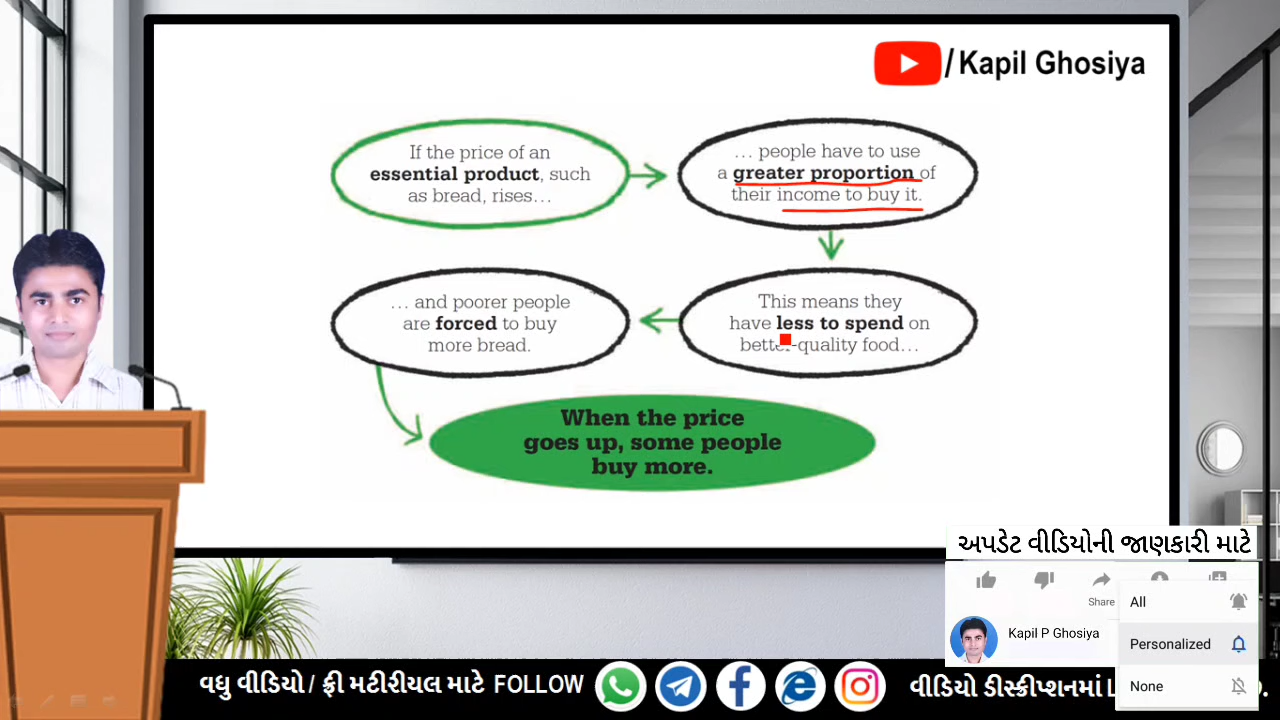 /Kapil Ghosiya
If the price of an
essential product, such
as bread, rises...
... people have to use
a greater proportion of
their income to buy it.
This means they
have less to spend on
better-quality food...
... and poorer people
are forced to buy
more bread.
When the price
goes up, some people
buy more.
અપડેટ વીડિયોની જાણકારી માટે
Share
All
Kapil P Ghosiya
Personalized
None
વધુ વીડિયો / ફ્રી મટીરીયલ માટે FOLLOW
વીડિયો ડીસ્ક્રીપ્શનમાં